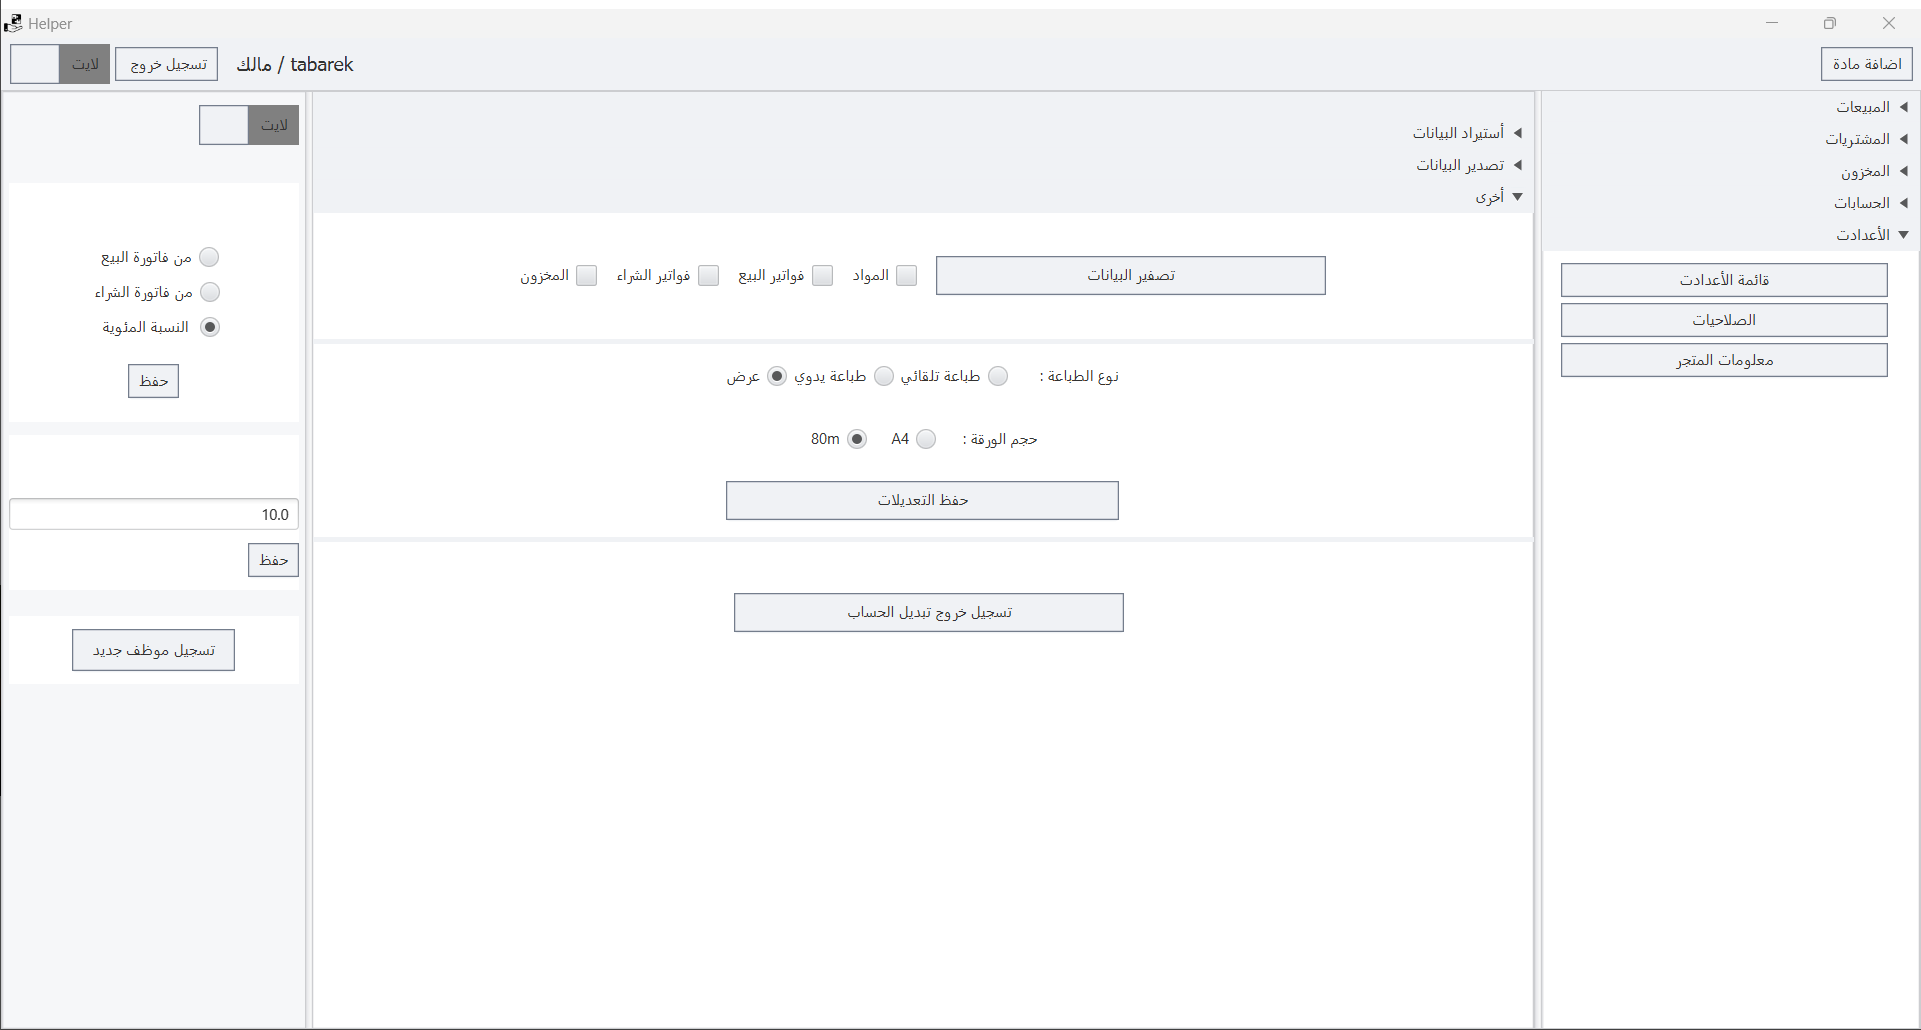 Helper
اضافة مادة
tabarek / مالك
تسجيل خروج
لايت
المبيعات
المشتريات
المخزون
الحسابات
الأعدادت
قائمة الأعدادت
الصلاحيات
معلومات المتجر
أستيراد البيانات
تصدير البيانات
أخرى
تصفير البيانات
المواد
فواتير البيع
فواتير الشراء
المخزون
نوع الطباعة :
طباعة تلقائي
طباعة يدوي
عرض
حجم الورقة :
A4
80m
حفظ التعديلات
تسجيل خروج تبديل الحساب
لايت
من فاتورة البيع
من فاتورة الشراء
النسبة المئوية
حفظ
10.0
حفظ
تسجيل موظف جديد